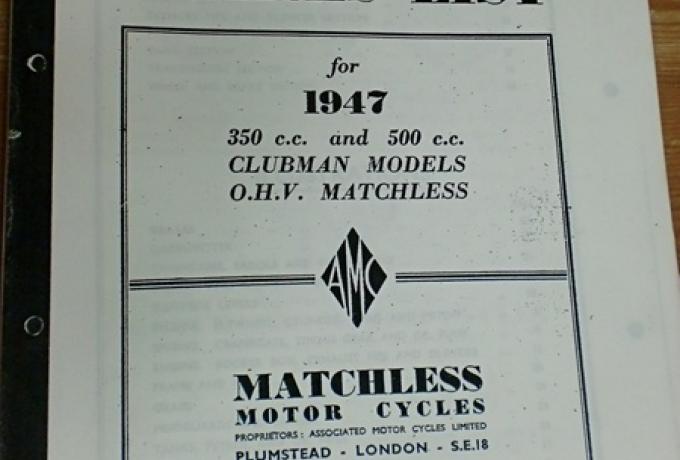 LIST
for
1947
350 c.c. and 500 c.c.
CLUBMAN MODELS
O.H.V. MATCHLESS
AMC
MATCHLESS
MOTOR CYCLES
PROPRIETORS: ASSOCIATED MOTOR CYCLES LIMITED
PLUMSTEAD - LONDON - S.E.18